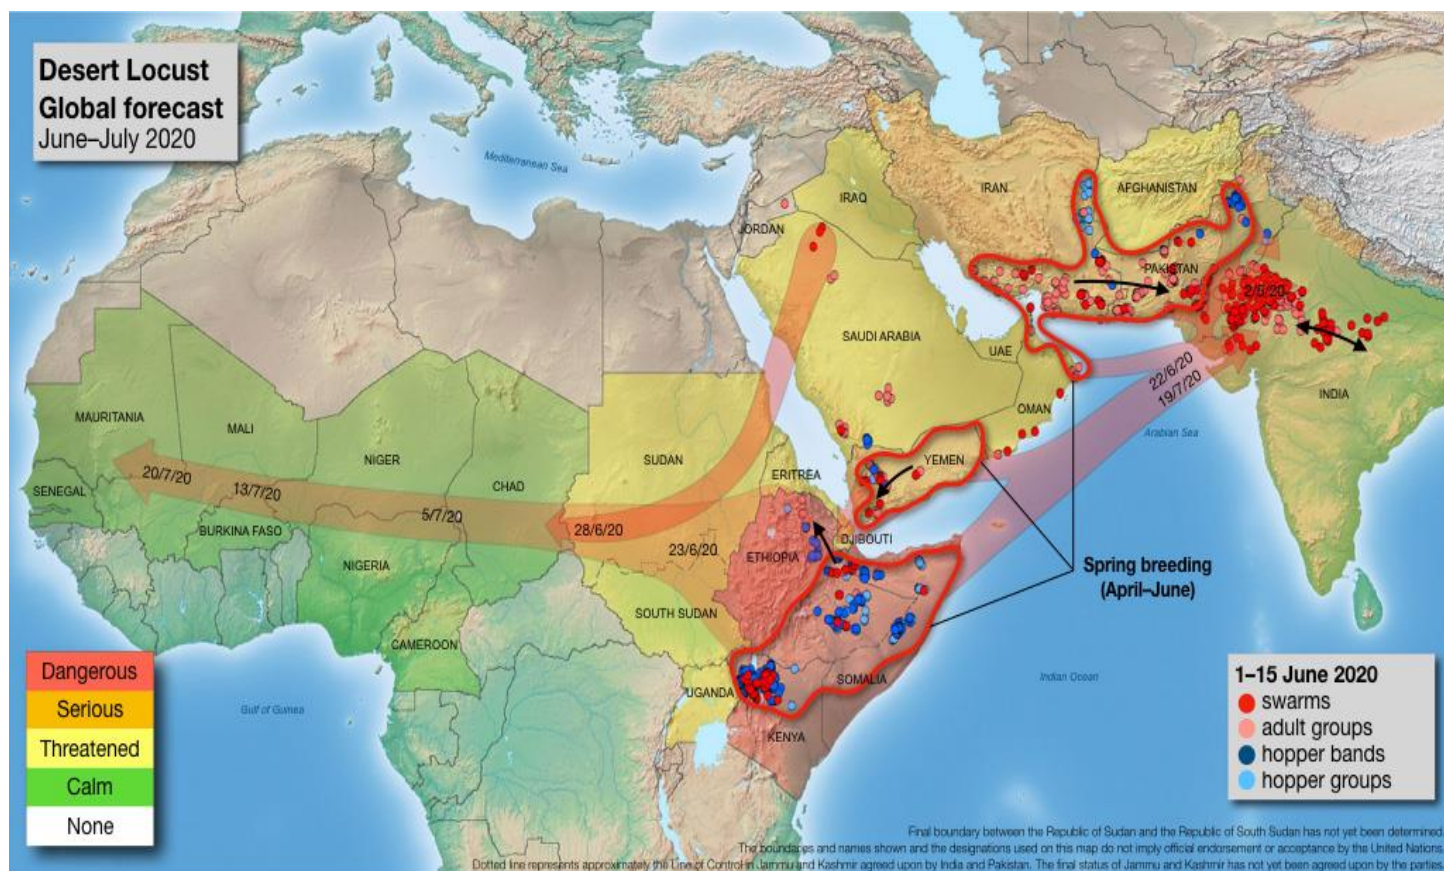 Desert Locust
Global forecast
June–July 2020
Mediterranean Sea
IRAQ
IRAN
AFGHANISTAN
JORDAN
PAKISTAN
2/6/20
SAUDI ARABIA
UAE
22/6/20
19/7/20
INDIA
OMAN
Arabian Sea
MAURITANIA
MALI
NIGER
CHAD
SUDAN
ERITREA
YEMEN
SENEGAL
20/7/20
13/7/20
5/7/20
28/6/20
23/6/20
BURKINA FASO
NIGERIA
ETHIOPIA
DJIBOUTI
Spring breeding
(April–June)
SOUTH SUDAN
CAMEROON
UGANDA
SOMALIA
KENYA
Gulf of Guinea
Indian Ocean
Dangerous
Serious
Threatened
Calm
None
1–15 June 2020
swarms
adult groups
hopper bands
hopper groups
Final boundary between the Republic of Sudan and the Republic of South Sudan has not yet been determined.
The boundaries and names shown and the designations used on this map do not imply official endorsement or acceptance by the United Nations.
Dotted line represents approximately the Line of Control in Jammu and Kashmir agreed upon by India and Pakistan. The final status of Jammu and Kashmir has not yet been agreed upon by the parties.